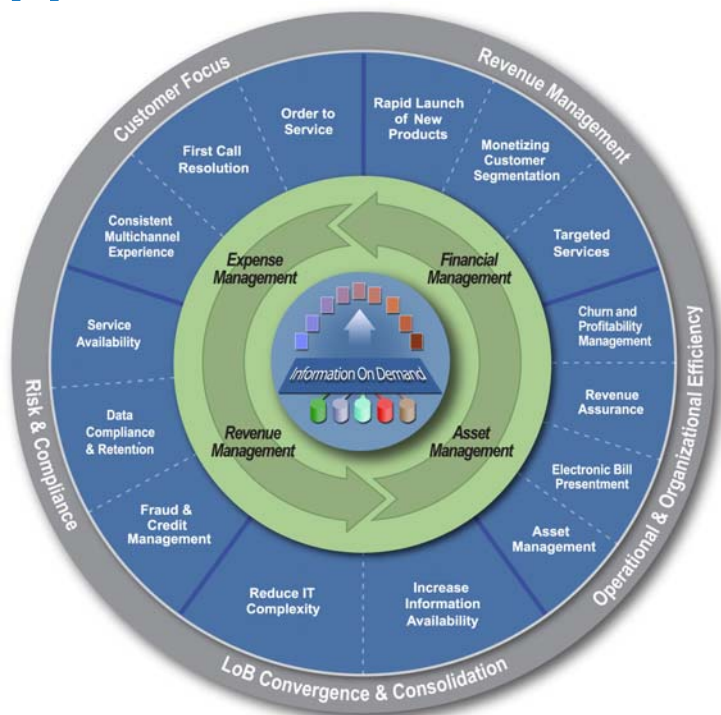 Customer Focus
Revenue Management
Operational & Organizational Efficiency
LoB Convergence & Consolidation
Risk & Compliance
Order to
Service
First Call
Resolution
Consistent
Multichannel
Experience
Rapid Launch
of New
Products
Monetizing
Customer
Segmentation
Targeted
Services
Churn and
Profitability
Management
Revenue
Assurance
Electronic Bill
Presentment
Asset
Management
Increase
Information
Availability
Reduce IT
Complexity
Fraud &
Credit
Management
Data
Compliance
& Retention
Service
Availability
Expense
Management
Financial
Management
Asset
Management
Revenue
Management
Information On Demand